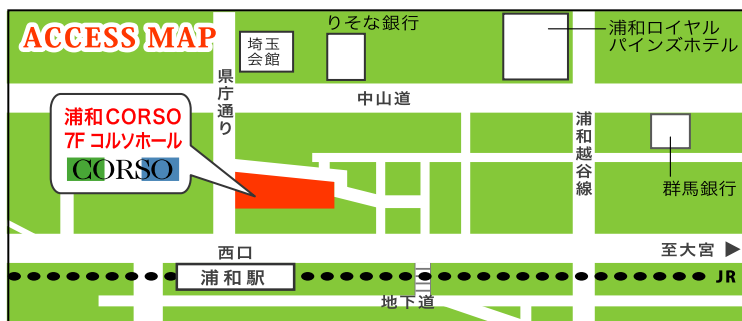 ACCESS MAP
埼玉
会館
りそな銀行
浦和ロイヤル
パインズホテル
県庁通り
中山道
浦和CORSO
7F コルソホール
CORSO
浦和越谷線
群馬銀行
西口
至大宮
浦和駅
JR
地下道